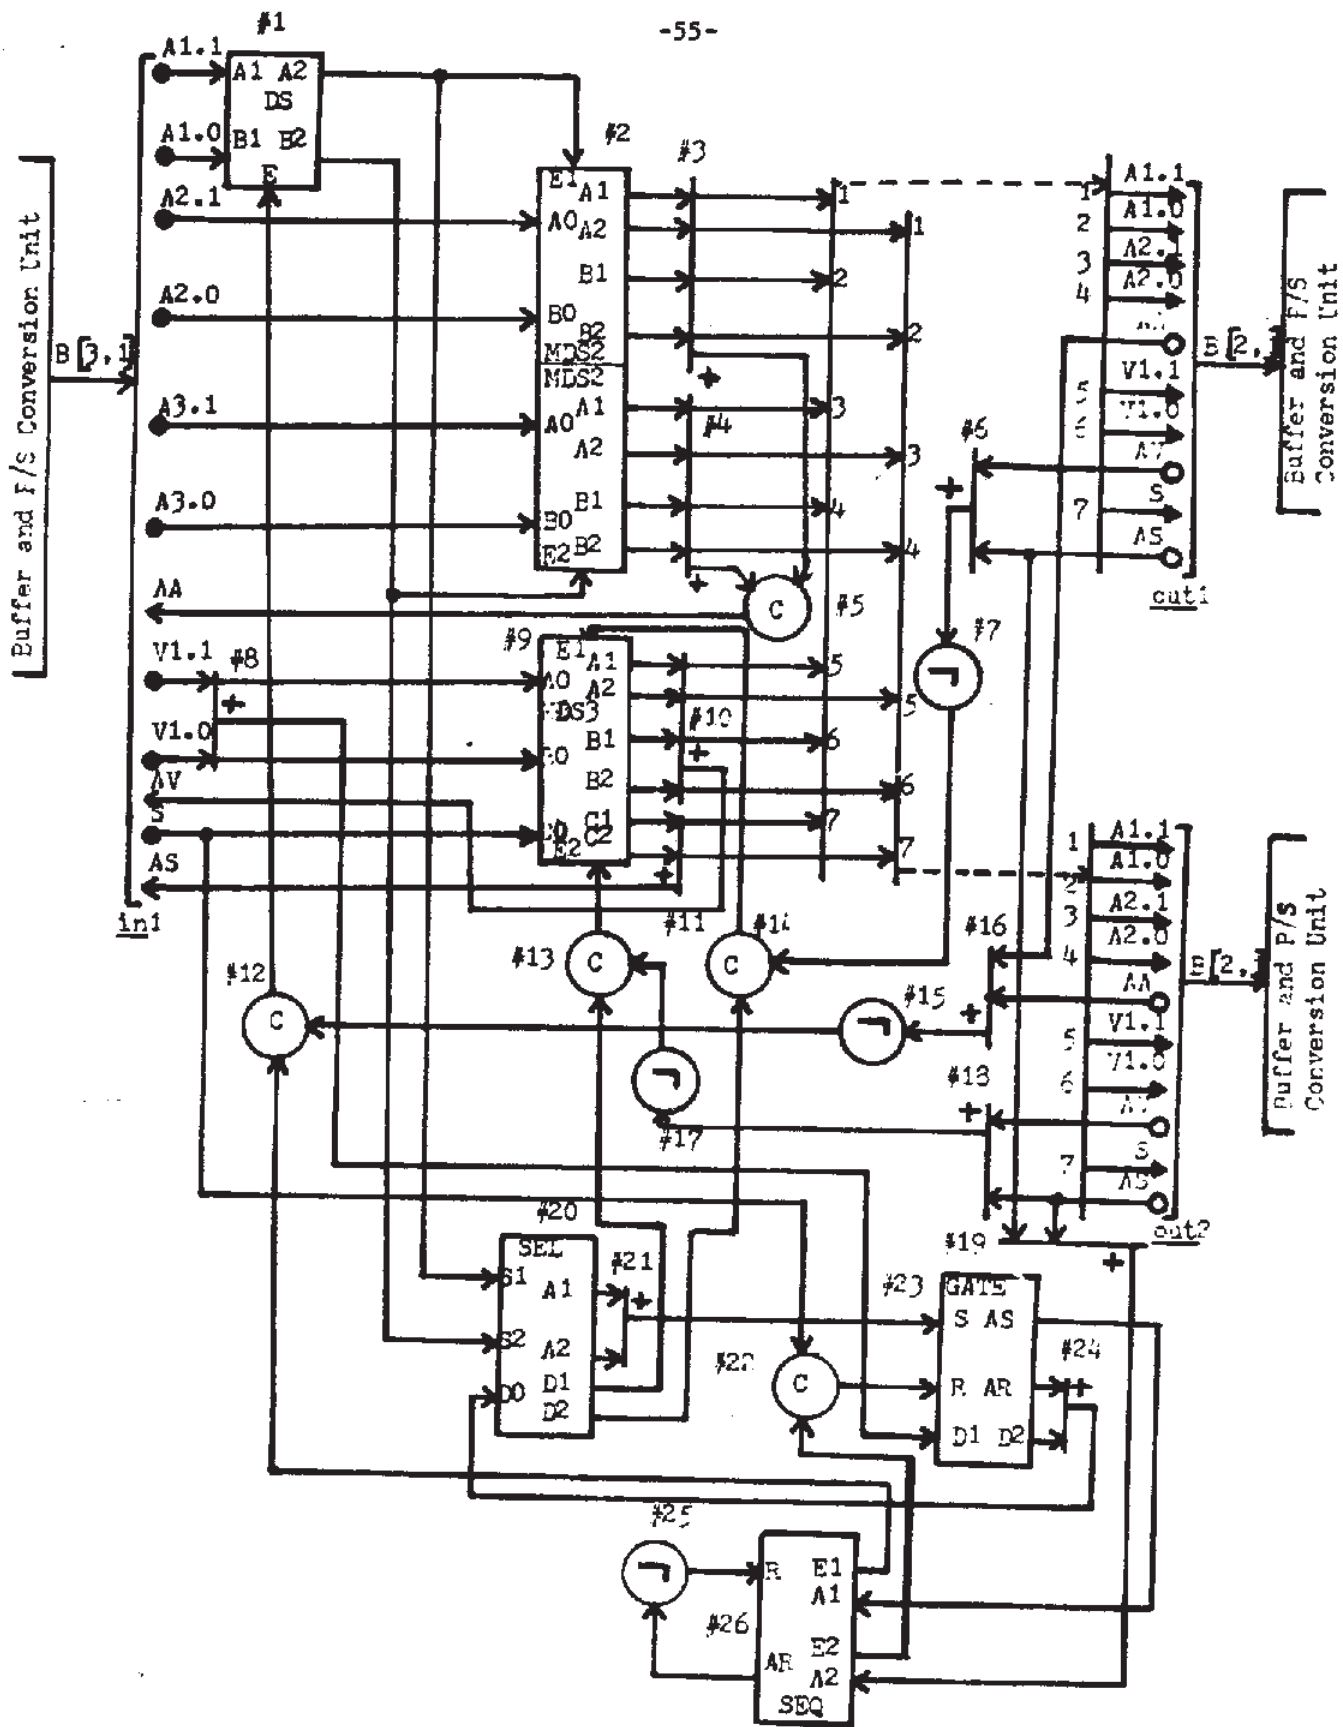 -55-
#1
A1.1
A1 A2
DS
A1.0
B1 B2
E
A2.1
A2.0
B[3,1]
A3.1
A3.0
AA
V1.1
#8
+
V1.0
AV
S
AS
in1
Buffer and P/S Conversion Unit
#2
E1
A1
A0
A2
B1
B0
B2
MDS2
MDS2
A1
A0
A2
B1
B0
E2 B2
#3
+
#4
+
C
#5
1
2
3
4
5
6
7
1
2
3
4
5
6
7
#9
E1
A1
A0
A2
MDS3
B1
B2
C1
C2
E2
#10
+
+
#11
#6
+
#7
¬
1
2
3
4
5
7
A1.1
A1.0
A2.1
A2.0
V1.1
V1.0
AV
S
AS
out1
Buffer and P/S
Conversion Unit
#12
C
#13
C
C
#15
¬
#16
+
#17
¬
#18
+
1
2
3
4
5
6
7
A1.1
A1.0
A2.1
A2.0
AA
V1.1
V1.0
S
AS
out2
Buffer and P/S
Conversion Unit
#19
+
#20
SEL
S1
A1
S2
A2
D0
D1
D2
#21
+
C
#23
GATE
S AS
R AR
D1 D2
#24
+
#25
¬
#26
R
E1
A1
E2
AR
A2
SEQ